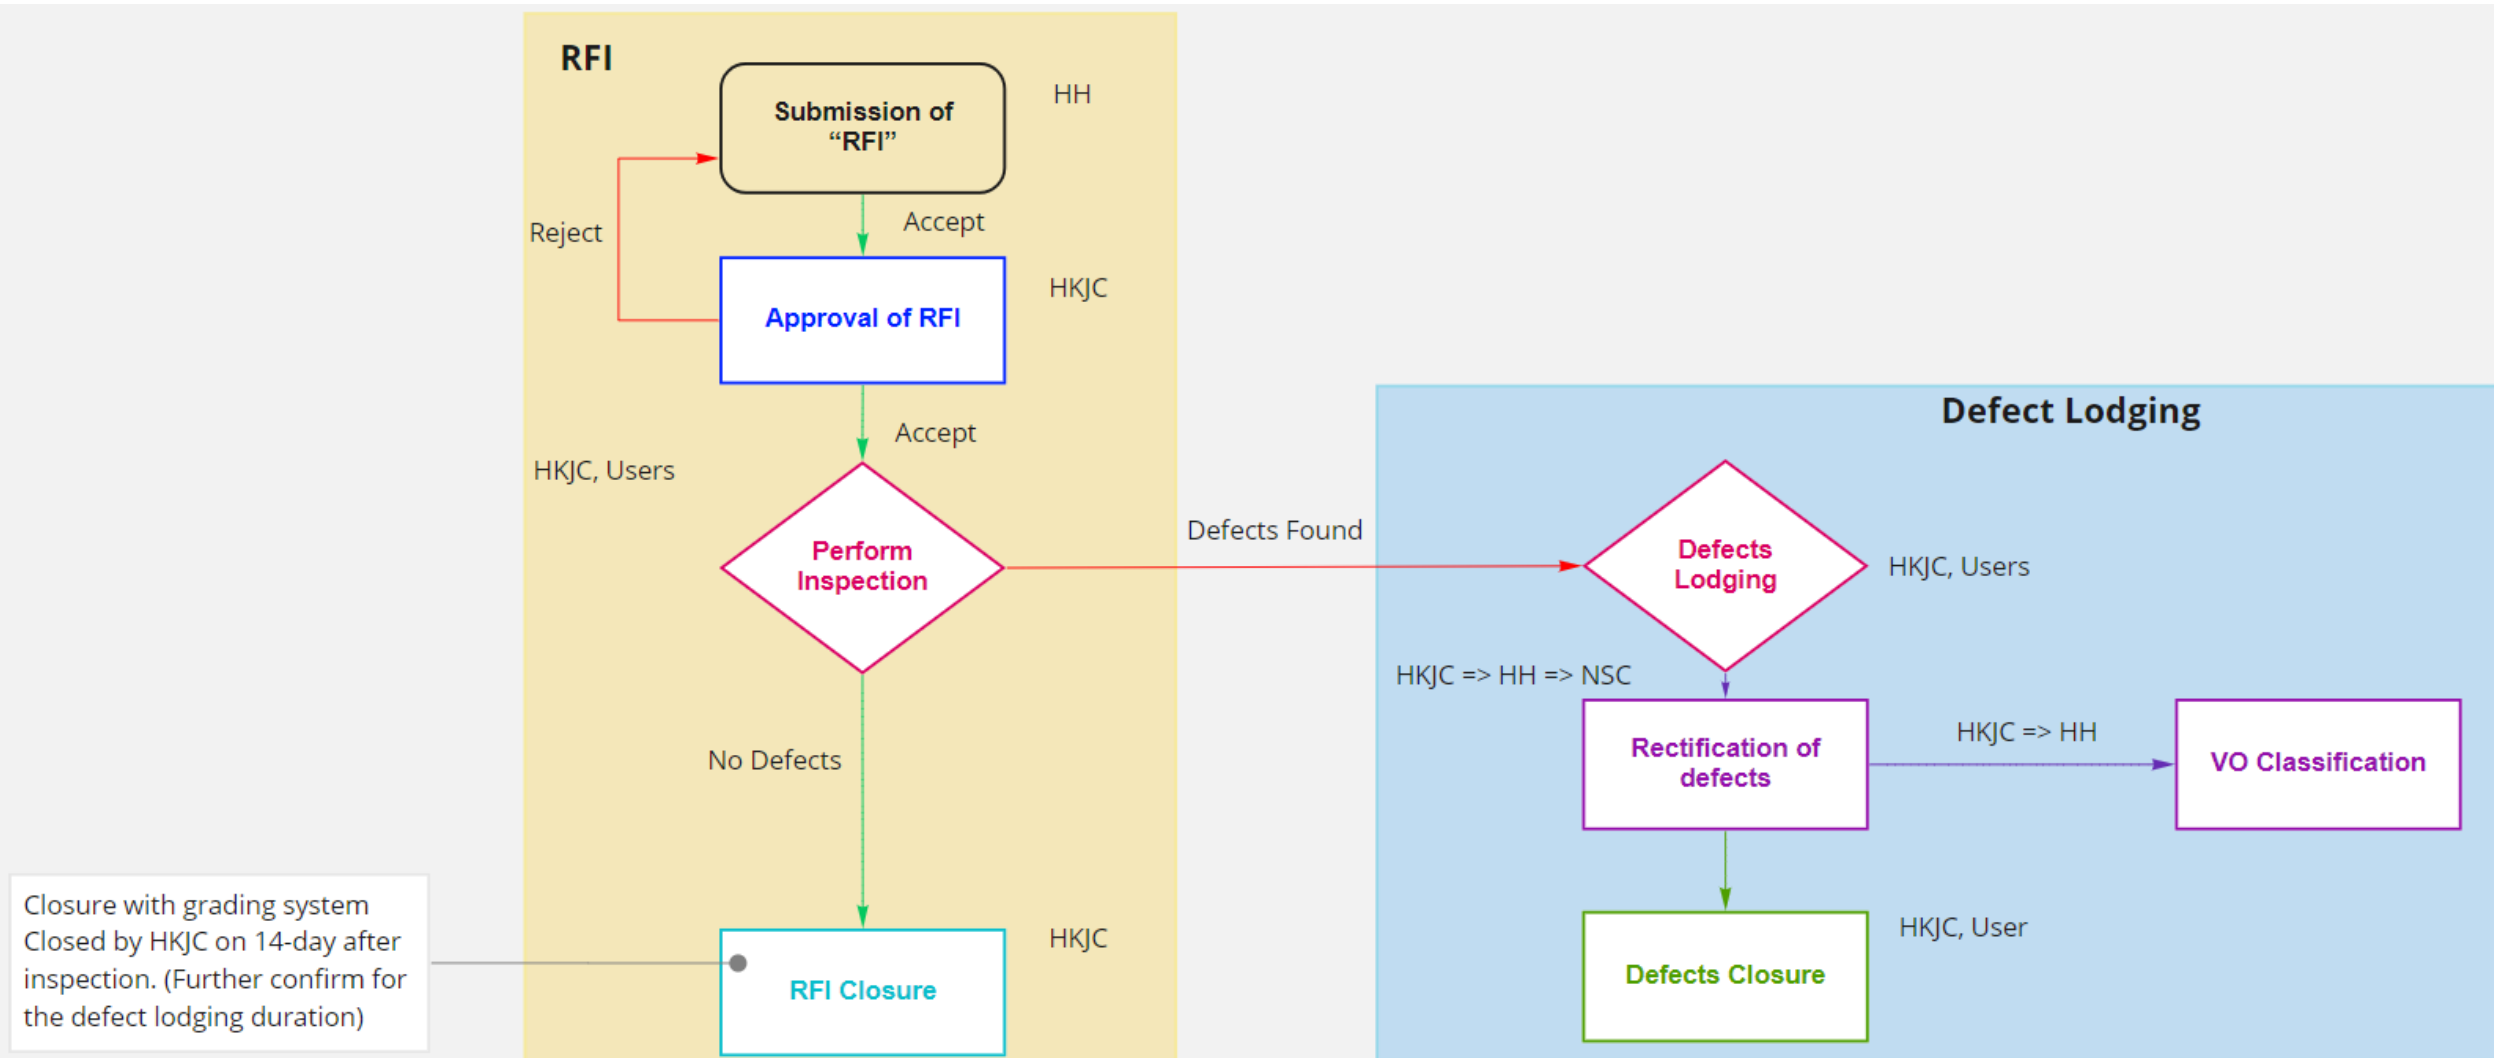 RFI
Submission of
“RFI”
HH
Accept
Reject
Approval of RFI
HKJC
Accept
HKJC, Users
Perform
Inspection
Defects Found
No Defects
RFI Closure
HKJC
Closure with grading system
Closed by HKJC on 14-day after
inspection. (Further confirm for
the defect lodging duration)
Defect Lodging
Defects
Lodging
HKJC, Users
HKJC => HH => NSC
Rectification of
defects
HKJC => HH
VO Classification
Defects Closure
HKJC, User